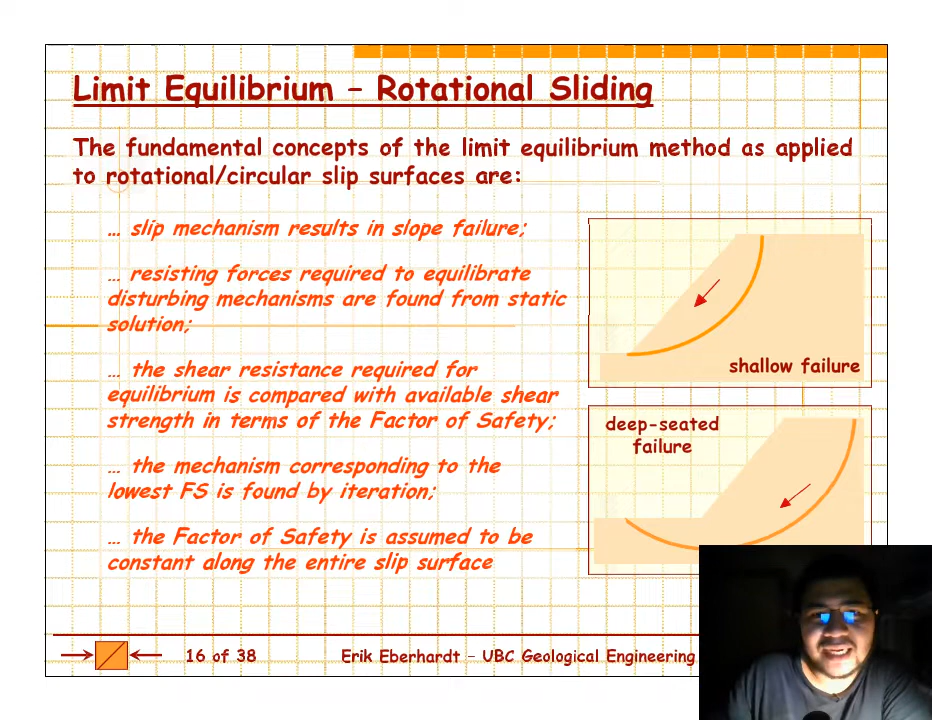 Limit Equilibrium – Rotational Sliding
The fundamental concepts of the limit equilibrium method as applied
to rotational/circular slip surfaces are:
… slip mechanism results in slope failure;
… resisting forces required to equilibrate
disturbing mechanisms are found from static
solution;
… the shear resistance required for
equilibrium is compared with available shear
strength in terms of the Factor of Safety;
… the mechanism corresponding to the
lowest FS is found by iteration;
… the Factor of Safety is assumed to be
constant along the entire slip surface
shallow failure
deep-seated
failure
16 of 38
Erik Eberhardt – UBC Geological Engineering